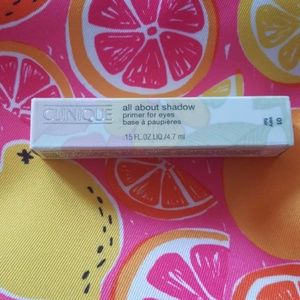 CLINIQUE
all about shadow
primer for eyes
base à paupières
.15 FL.OZ.LIQ./4.7 ml